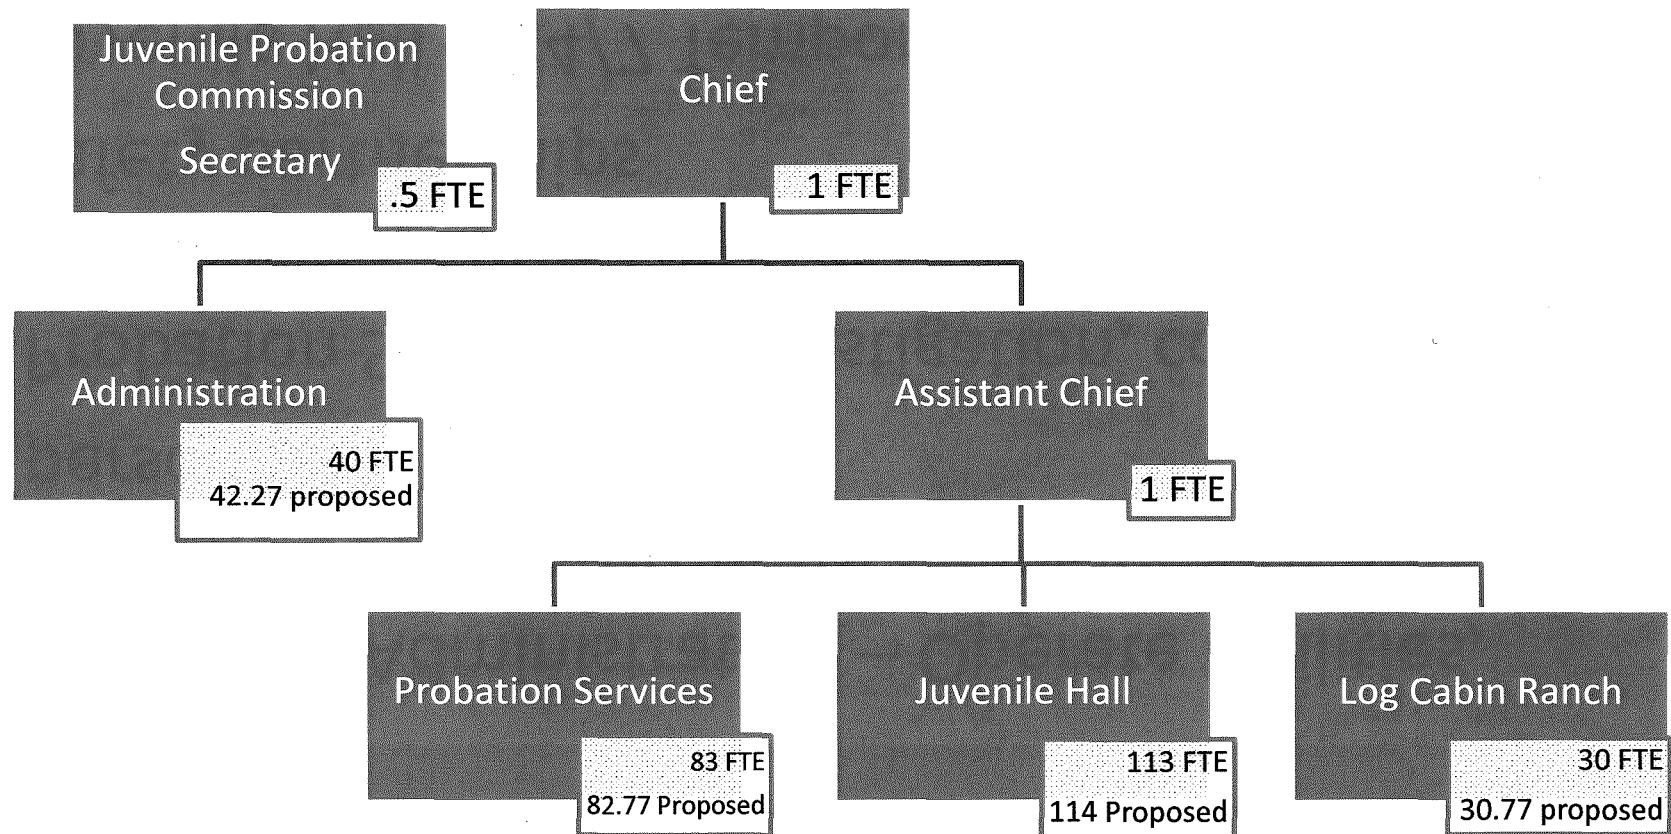 Juvenile Probation
Commission
Secretary
.5 FTE
Chief
1 FTE
Administration
40 FTE
42.27 proposed
Assistant Chief
1 FTE
Probation Services
83 FTE
82.77 Proposed
Juvenile Hall
113 FTE
114 Proposed
Log Cabin Ranch
30 FTE
30.77 proposed